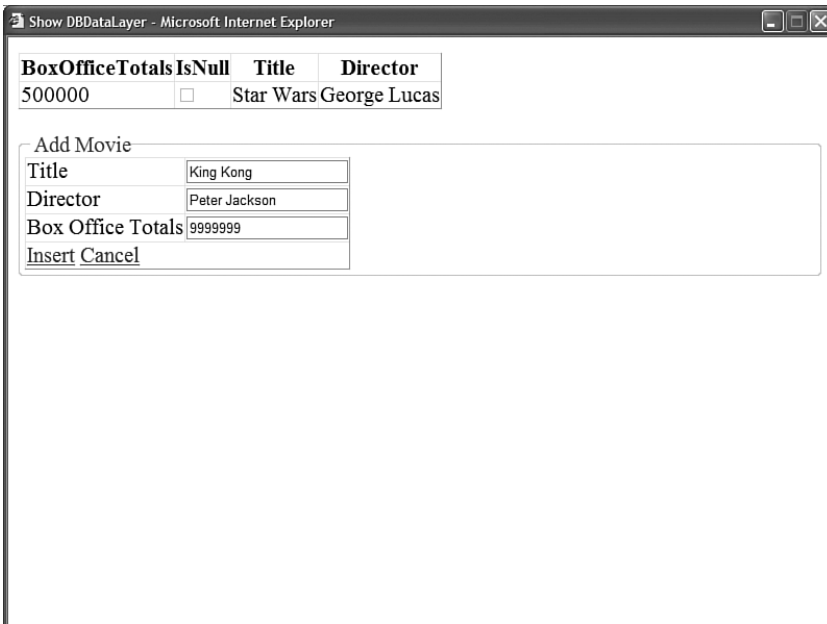 Show DBDataLayer - Microsoft Internet Explorer
BoxOfficeTotals IsNull Title Director
500000 Star Wars George Lucas
Add Movie
Title King Kong
Director Peter Jackson
Box Office Totals 9999999
Insert Cancel